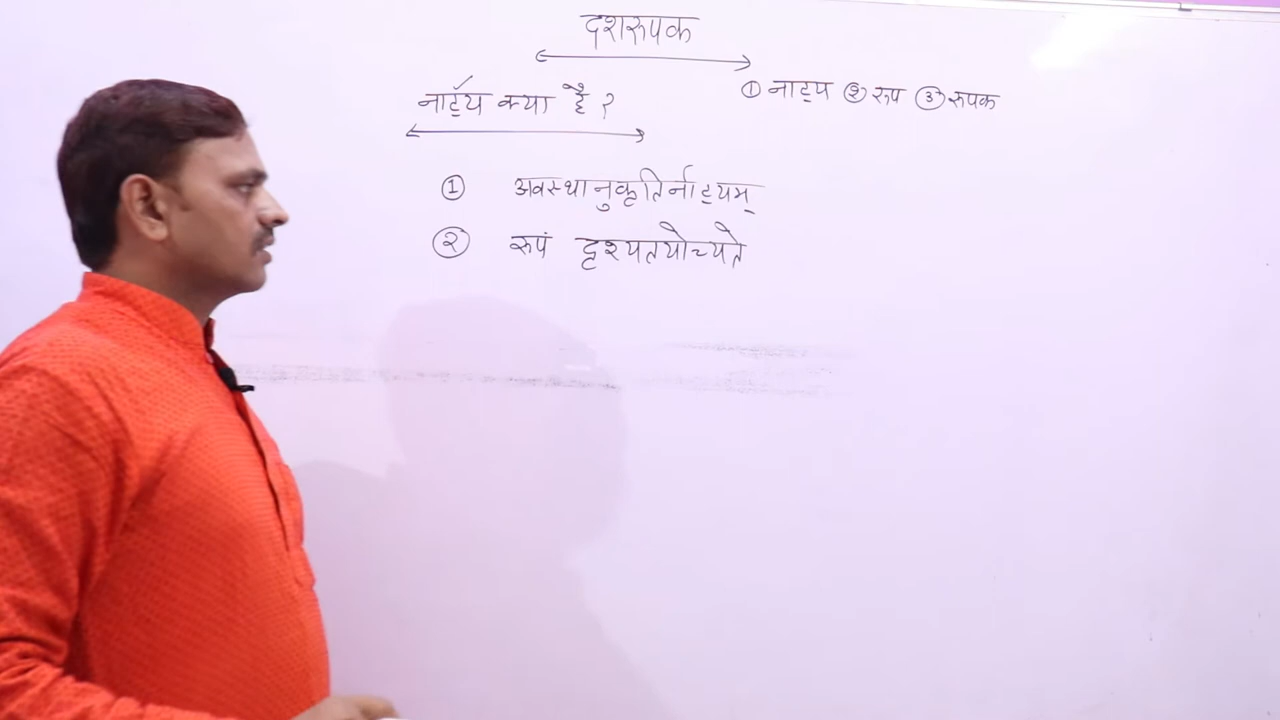 दशरूपक
① नाट्य ② रूप ③ रूपक
नाट्य क्या है ?
① अवस्थानुकृतिर्नाट्यम्
② रूपं दृश्यतयोच्यते